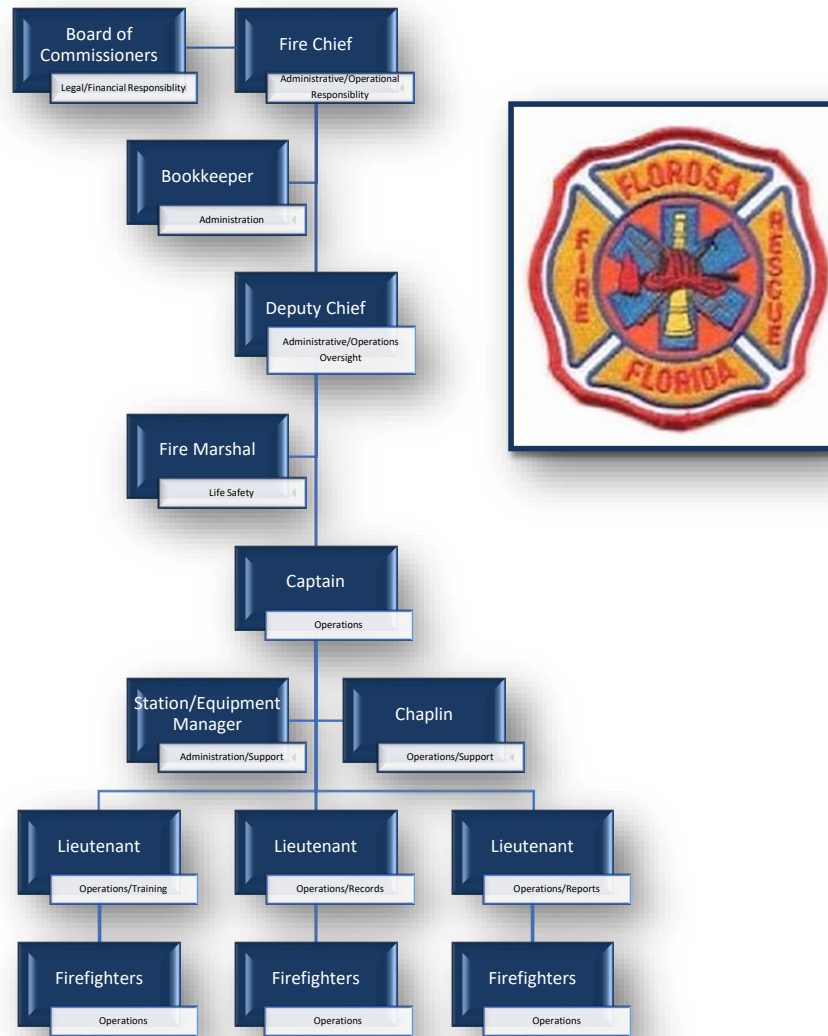 Board of
Commissioners
Legal/Financial Responsiblity
Fire Chief
Administrative/Operational
Responsiblity
Bookkeeper
Administration
FLOROSA
FIRE
RESCUE
FLORIDA
Deputy Chief
Administrative/Operations
Oversight
Fire Marshal
Life Safety
Captain
Operations
Station/Equipment
Manager
Administration/Support
Chaplin
Operations/Support
Lieutenant
Operations/Training
Lieutenant
Operations/Records
Lieutenant
Operations/Reports
Firefighters
Operations
Firefighters
Operations
Firefighters
Operations